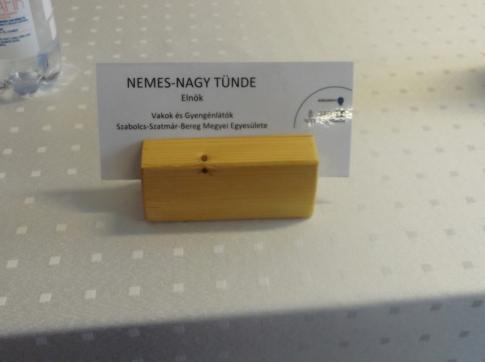 NEMES-NAGY TÜNDE
Elnök
Vakok és Gyengénlátók
Szabolcs-Szatmár-Bereg Megyei Egyesülete